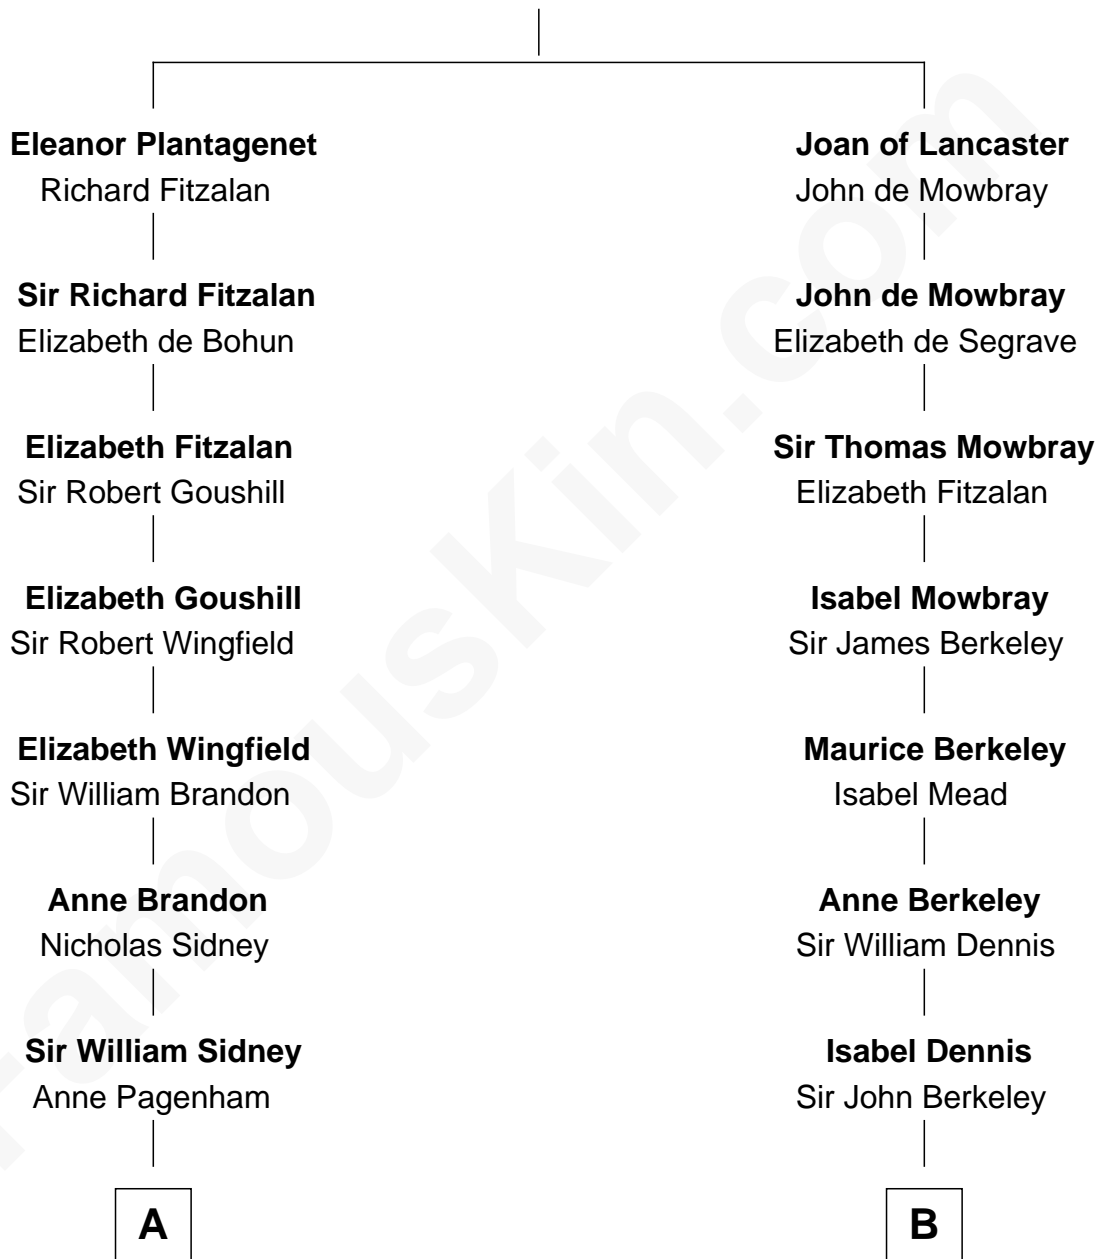 Eleanor Plantagenet
Richard Fitzalan
Sir Richard Fitzalan
Elizabeth de Bohun
Elizabeth Fitzalan
Sir Robert Goushill
Elizabeth Goushill
Sir Robert Wingfield
Elizabeth Wingfield
Sir William Brandon
Anne Brandon
Nicholas Sidney
Sir William Sidney
Anne Pagenham
A
Joan of Lancaster
John de Mowbray
John de Mowbray
Elizabeth de Segrave
Sir Thomas Mowbray
Elizabeth Fitzalan
Isabel Mowbray
Sir James Berkeley
Maurice Berkeley
Isabel Mead
Anne Berkeley
Sir William Dennis
Isabel Dennis
Sir John Berkeley
B
FamousKin.com